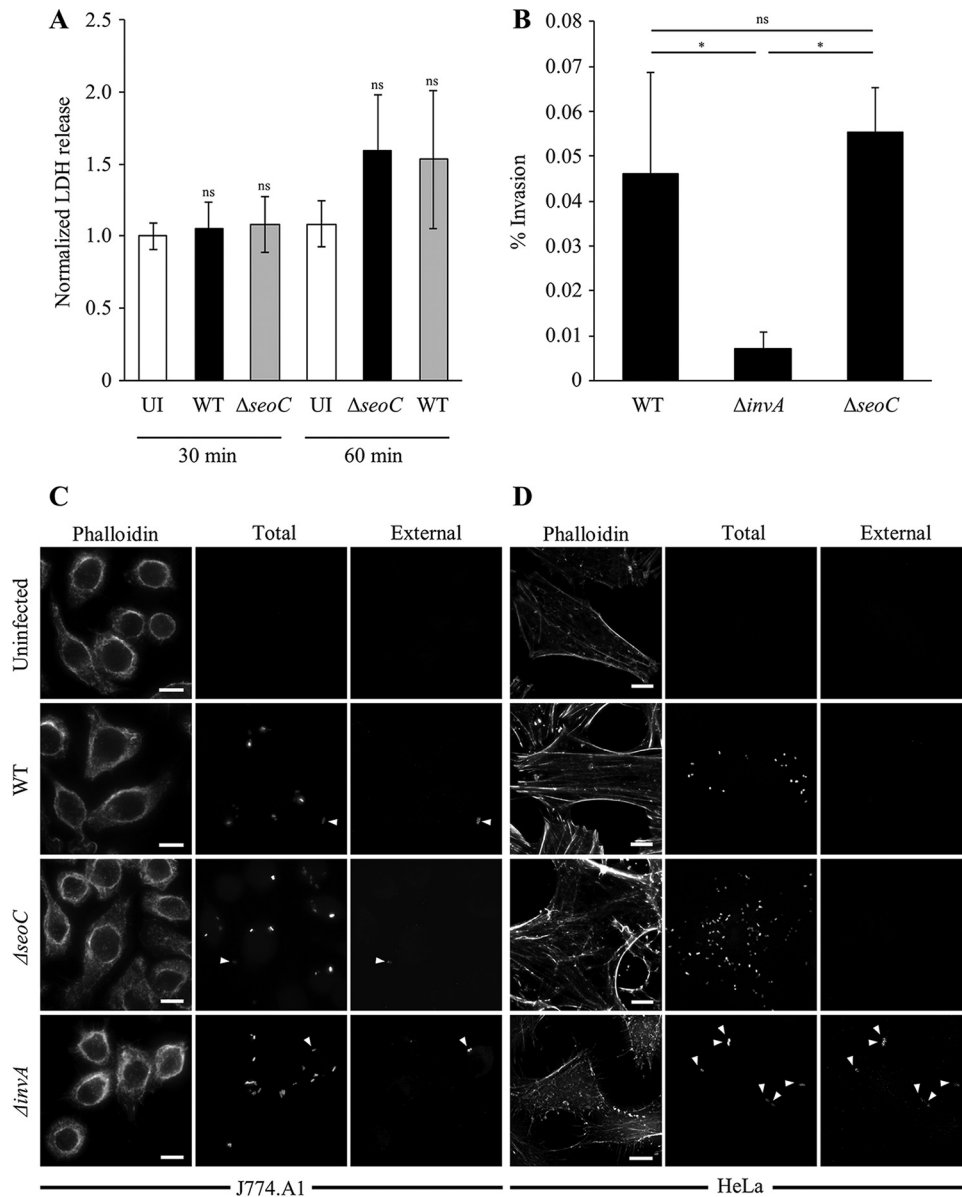 A
Normalized LDH release
2.5
2.0
1.5
1.0
0.5
0
ns
ns
ns
ns
UI WT ΔseoC UI ΔseoC WT
30 min 60 min
B
% Invasion
0.08
0.07
0.06
0.05
0.04
0.03
0.02
0.01
0
ns
* *
WT ΔinvA ΔseoC
C
Phalloidin Total External
D
Phalloidin Total External
Uninfected
WT
ΔseoC
ΔinvA
J774.A1
HeLa